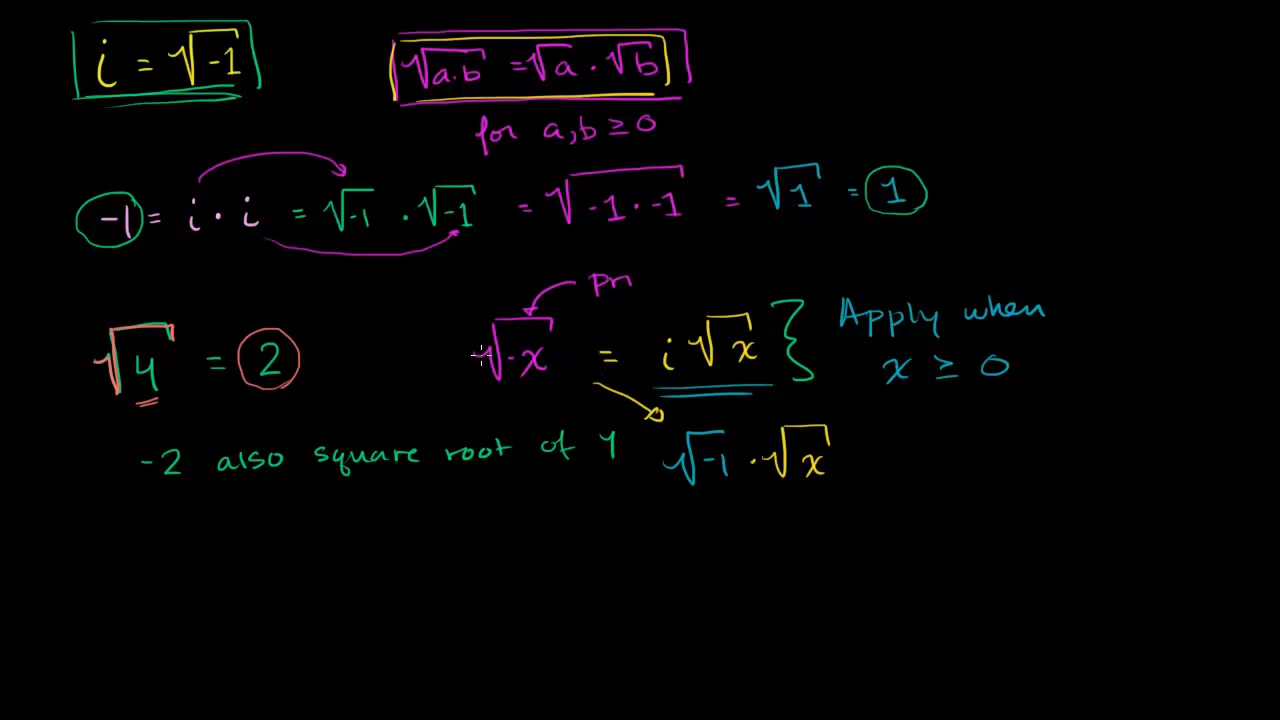 i = √-1
√a·b = √a · √b
for a,b ≥ 0
-1 = i · i = √-1 · √-1 = √-1 · -1 = √1 = 1
Pri
√4 = 2
√-x = i√x } Apply when
x ≥ 0
-2 also square root of 4
√-1 · √x